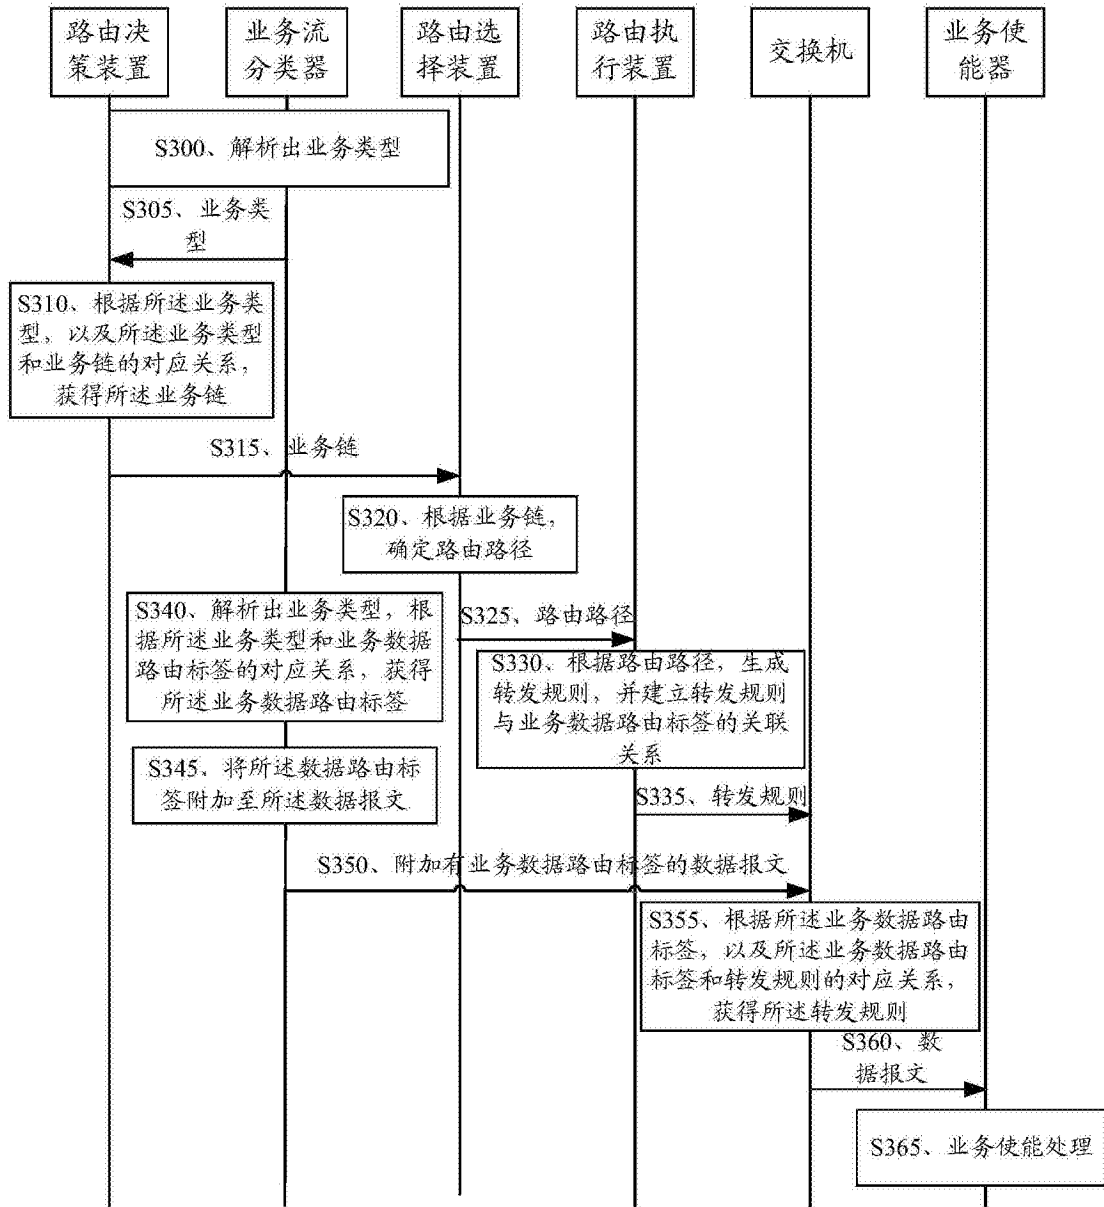 路由决
策装置
业务流
分类器
路由选
择装置
路由执
行装置
交换机
业务使
能器
S300、解析出业务类型
S305、业务类
型
S310、根据所述业务类
型，以及所述业务类型
和业务链的对应关系，
获得所述业务链
S315、业务链
S320、根据业务链，
确定路由路径
S325、路由路径
S340、解析出业务类型，根
据所述业务类型和业务数据
路由标签的对应关系，获得
所述业务数据路由标签
S330、根据路由路径，生成
转发规则，并建立转发规则
与业务数据路由标签的关联
关系
S345、将所述数据路由标
签附加至所述数据报文
S335、转发规则
S350、附加有业务数据路由标签的数据报文
S355、根据所述业务数据路由
标签，以及所述业务数据路由
标签和转发规则的对应关系，
获得所述转发规则
S360、数
据报文
S365、业务使能处理